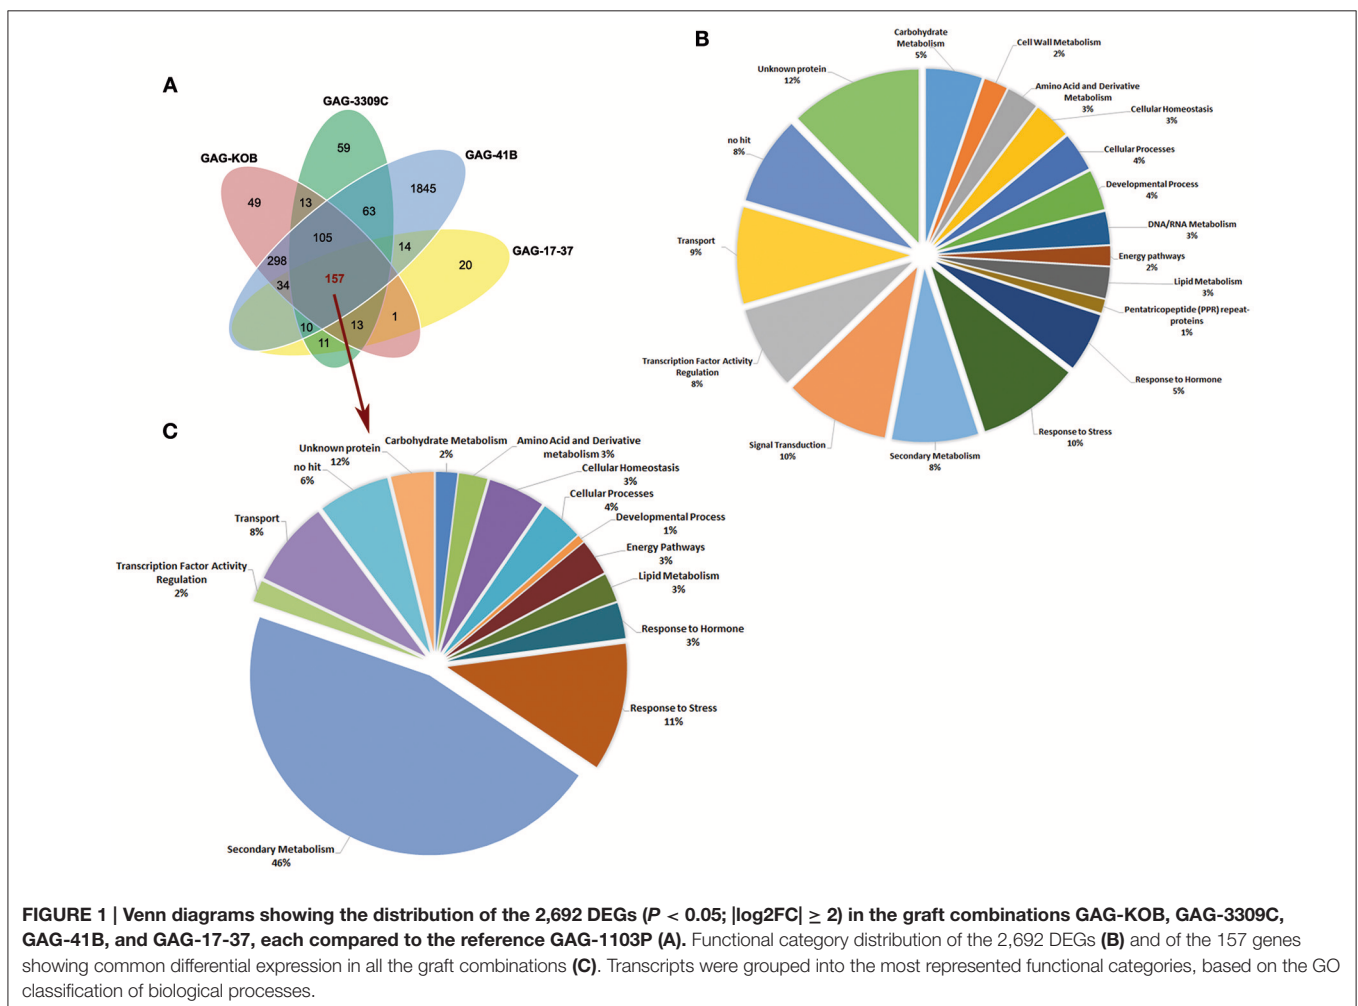 A
GAG-3309C
GAG-KOB
GAG-41B
GAG-17-37
59
49
13
1845
63
105
14
298
20
157
34
10
13
1
11
B
Carbohydrate
Metabolism
5%
Cell Wall Metabolism
2%
Amino Acid and Derivative
Metabolism
3%
Cellular Homeostasis
3%
Cellular Processes
4%
Developmental Process
4%
DNA/RNA Metabolism
3%
Energy pathways
2%
Lipid Metabolism
3%
Pentatricopeptide (PPR) repeat-
proteins
1%
Response to Hormone
5%
Response to Stress
10%
Secondary Metabolism
8%
Signal Transduction
10%
Transcription Factor Activity
Regulation
8%
Transport
9%
no hit
8%
Unknown protein
12%
C
Carbohydrate Metabolism
2%
Amino Acid and Derivative
metabolism 3%
Cellular Homeostasis
3%
Cellular Processes
4%
Developmental Process
1%
Energy Pathways
3%
Lipid Metabolism
3%
Response to Hormone
3%
Response to Stress
11%
Secondary Metabolism
46%
Transcription Factor Activity
Regulation
2%
Transport
8%
no hit
6%
Unknown protein
12%
FIGURE 1 | Venn diagrams showing the distribution of the 2,692 DEGs (P < 0.05; |log2FC| ≥ 2) in the graft combinations GAG-KOB, GAG-3309C,
GAG-41B, and GAG-17-37, each compared to the reference GAG-1103P (A). Functional category distribution of the 2,692 DEGs (B) and of the 157 genes
showing common differential expression in all the graft combinations (C). Transcripts were grouped into the most represented functional categories, based on the GO
classification of biological processes.